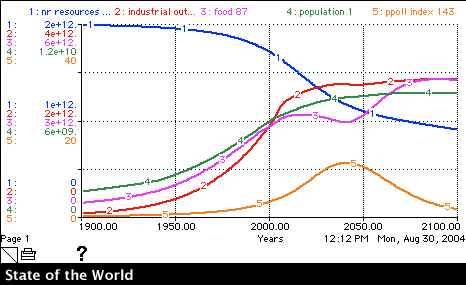 1: nr resources ... 2: industrial out... 3: food 87 4: population 1 5: ppoll index 143
1: 2e+12.
2: 4e+12.
3: 6e+12.
4: 1.2e+10
5: 40
1: 1e+12.
2: 2e+12.
3: 3e+12.
4: 6e+09.
5: 20
1: 0
2: 0
3: 0
4: 0
5: 0
1900.00 1950.00 2000.00 2050.00 2100.00
Page 1 Years 12:12 PM Mon, Aug 30, 2004
?
State of the World